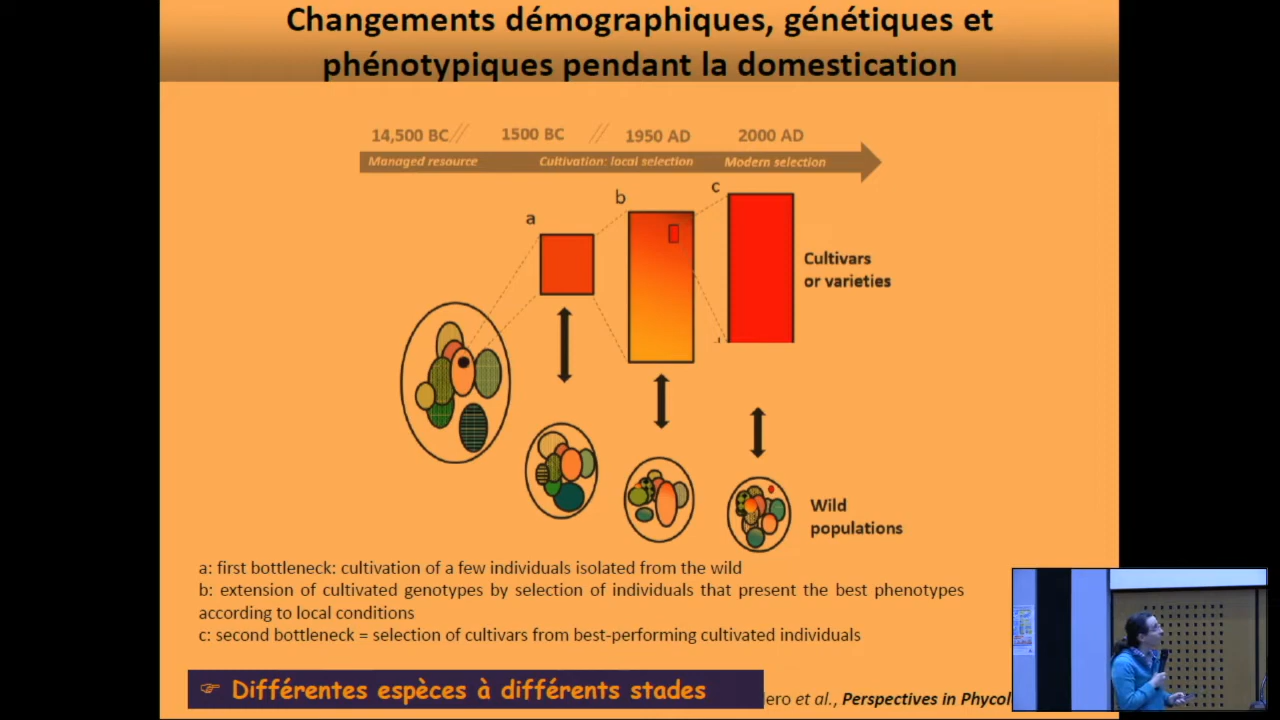 Changements démographiques, génétiques et
phénotypiques pendant la domestication
14,500 BC // 1500 BC // 1950 AD 2000 AD
Managed resource Cultivation: local selection Modern selection
a
b
c
Cultivars
or varieties
Wild
populations
a: first bottleneck: cultivation of a few individuals isolated from the wild
b: extension of cultivated genotypes by selection of individuals that present the best phenotypes
according to local conditions
c: second bottleneck = selection of cultivars from best-performing cultivated individuals
☞ Différentes espèces à différents stades
lero et al., Perspectives in Phycol